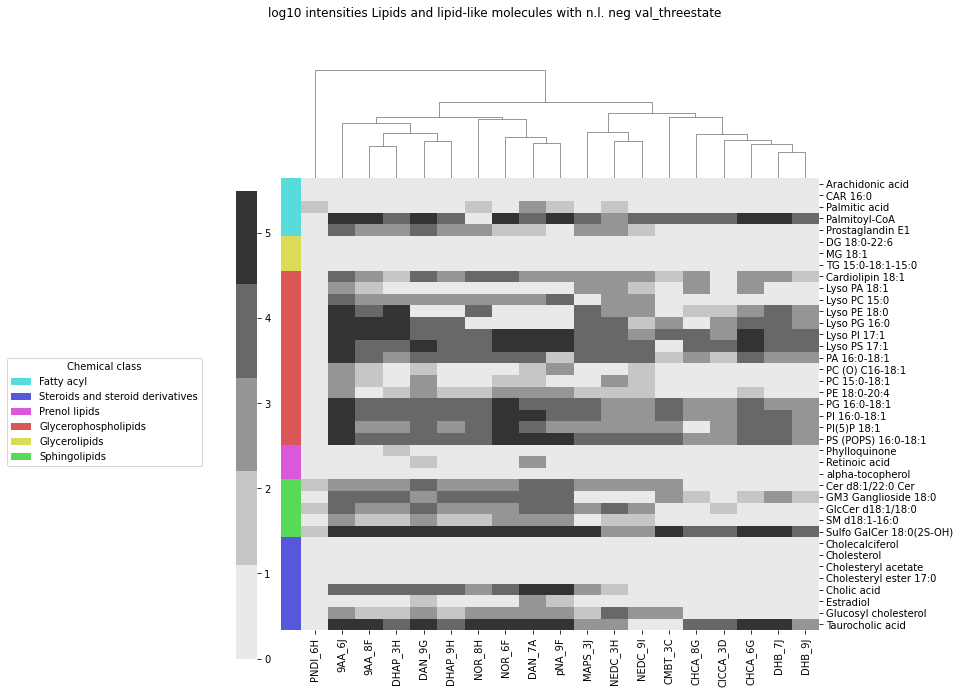 log10 intensities Lipids and lipid-like molecules with n.l. neg val_threestate
Chemical class
Fatty acyl
Steroids and steroid derivatives
Prenol lipids
Glycerophospholipids
Glycerolipids
Sphingolipids
5
4
3
2
1
0
Arachidonic acid
CAR 16:0
Palmitic acid
Palmitoyl-CoA
Prostaglandin E1
DG 18:0-22:6
MG 18:1
TG 15:0-18:1-15:0
Cardiolipin 18:1
Lyso PA 18:1
Lyso PC 15:0
Lyso PE 18:0
Lyso PG 16:0
Lyso PI 17:1
Lyso PS 17:1
PA 16:0-18:1
PC (O) C16-18:1
PC 15:0-18:1
PE 18:0-20:4
PG 16:0-18:1
PI 16:0-18:1
PI(5)P 18:1
PS (POPS) 16:0-18:1
Phylloquinone
Retinoic acid
alpha-tocopherol
Cer d8:1/22:0 Cer
GM3 Ganglioside 18:0
GlcCer d18:1/18:0
SM d18:1-16:0
Sulfo GalCer 18:0(2S-OH)
Cholecalciferol
Cholesterol
Cholesteryl acetate
Cholesteryl ester 17:0
Cholic acid
Estradiol
Glucosyl cholesterol
Taurocholic acid
PNDI_6H
9AA_6J
9AA_8F
DHAP_3H
DAN_9G
DHAP_9H
NOR_8H
NOR_6F
DAN_7A
pNA_9F
MAPS_3J
NEDC_3H
NEDC_9I
CMBT_3C
CHCA_8G
ClCCA_3D
CHCA_6G
DHB_7J
DHB_9J